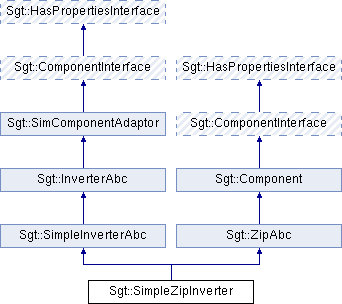 Sgt::HasPropertiesInterface
Sgt::ComponentInterface Sgt::HasPropertiesInterface
Sgt::SimComponentAdaptor Sgt::ComponentInterface
Sgt::InverterAbc Sgt::Component
Sgt::SimpleInverterAbc Sgt::ZipAbc
Sgt::SimpleZipInverter